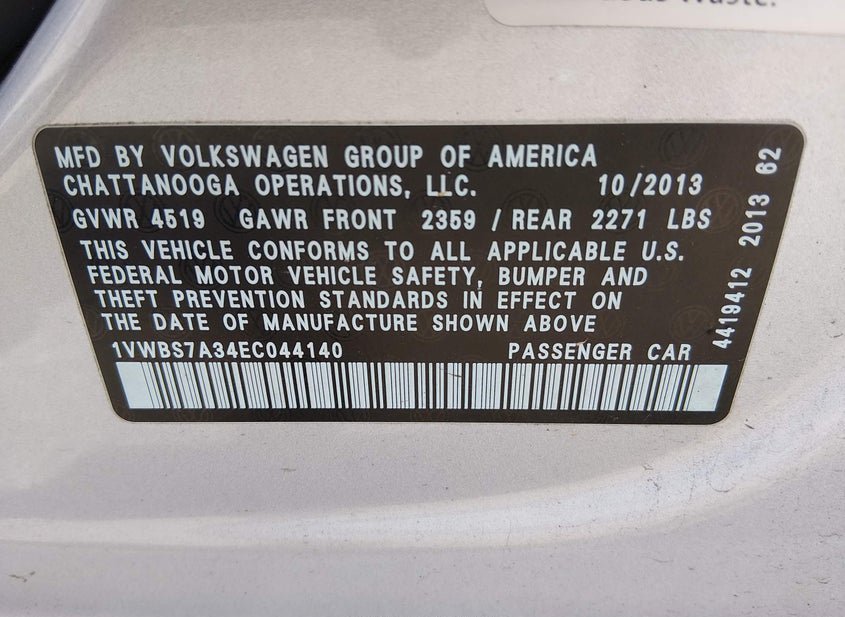 MFD BY VOLKSWAGEN GROUP OF AMERICA
CHATTANOOGA OPERATIONS, LLC. 10/2013
GVWR 4519 GAWR FRONT 2359 / REAR 2271 LBS
THIS VEHICLE CONFORMS TO ALL APPLICABLE U.S.
FEDERAL MOTOR VEHICLE SAFETY, BUMPER AND
THEFT PREVENTION STANDARDS IN EFFECT ON
THE DATE OF MANUFACTURE SHOWN ABOVE
1VWBS7A34EC044140 PASSENGER CAR
4419412 2013 62